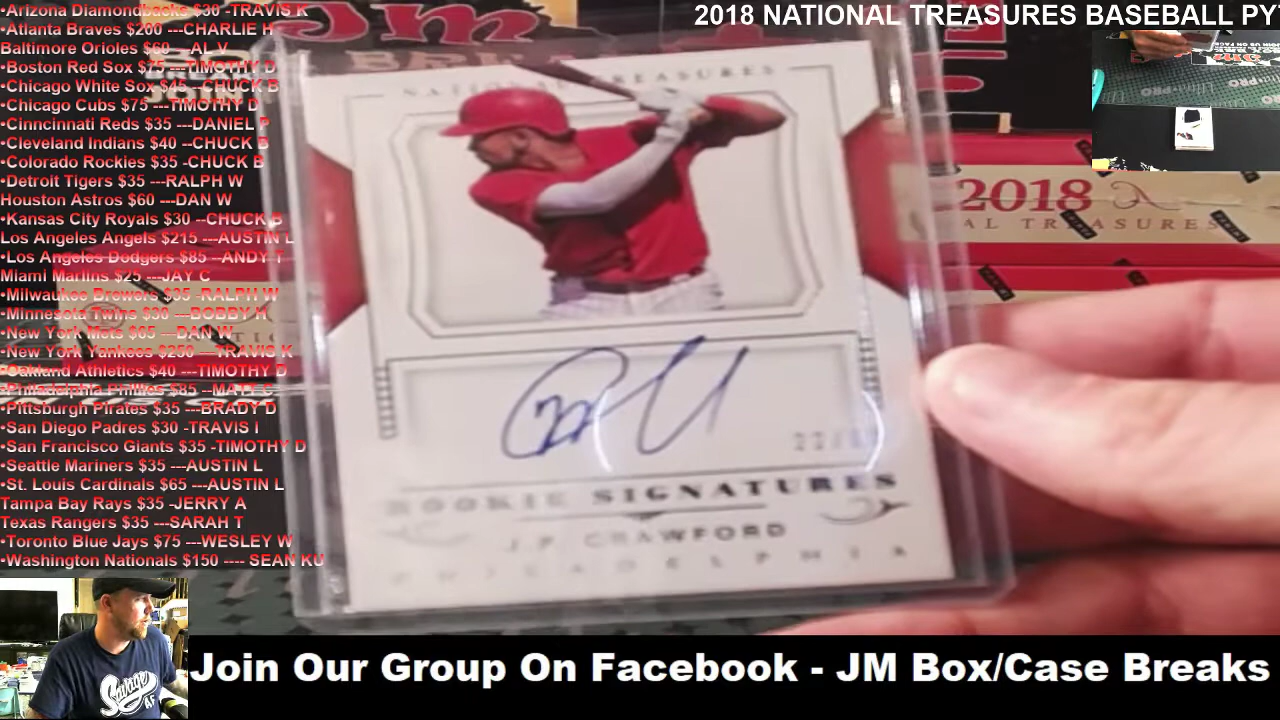 2018 NATIONAL TREASURES BASEBALL PY
•Arizona Diamondbacks $30 -TRAVIS K
•Atlanta Braves $200 ---CHARLIE H
Baltimore Orioles $60 ---AL V
•Boston Red Sox $75 ---TIMOTHY D
•Chicago White Sox $45 --CHUCK B
•Chicago Cubs $75 ---TIMOTHY D
•Cinncinnati Reds $35 ---DANIEL P
•Cleveland Indians $40 --CHUCK B
•Colorado Rockies $35 -CHUCK B
•Detroit Tigers $35 ---RALPH W
Houston Astros $60 ---DAN W
•Kansas City Royals $30 --CHUCK B
Los Angeles Angels $215 ---AUSTIN L
•Los Angeles Dodgers $85 --ANDY T
Miami Marlins $25 ---JAY C
•Milwaukee Brewers $35 -RALPH W
•Minnesota Twins $30 ---BOBBY H
•New York Mets $65 ---DAN W
•New York Yankees $250 ---TRAVIS K
•Oakland Athletics $40 ---TIMOTHY D
•Philadelphia Phillies $85 --MATT C
•Pittsburgh Pirates $35 ---BRADY D
•San Diego Padres $30 -TRAVIS I
•San Francisco Giants $35 -TIMOTHY D
•Seattle Mariners $35 ---AUSTIN L
•St. Louis Cardinals $65 ---AUSTIN L
Tampa Bay Rays $35 -JERRY A
Texas Rangers $35 ---SARAH T
•Toronto Blue Jays $75 ---WESLEY W
•Washington Nationals $150 ---- SEAN KU
NATIONAL TREASURES
ROOKIE SIGNATURES
J.P. CRAWFORD
PHILADELPHIA
2018
AL TREASURES
Savage
AF
Join Our Group On Facebook - JM Box/Case Breaks